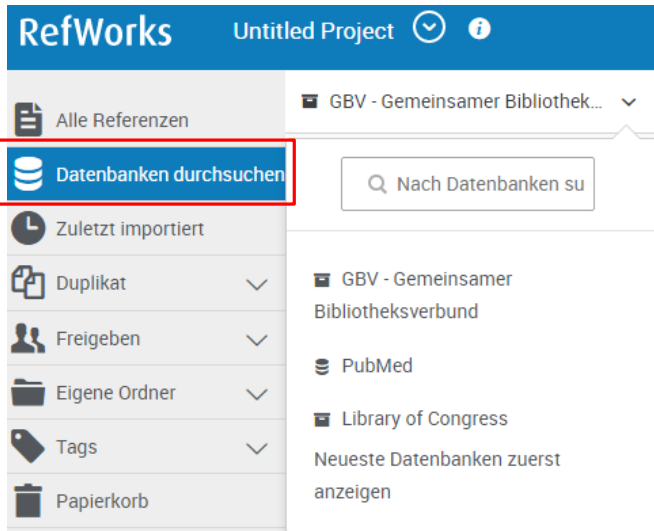 RefWorks Untitled Project
Alle Referenzen
Datenbanken durchsuchen
Zuletzt importiert
Duplikat
Freigeben
Eigene Ordner
Tags
Papierkorb
GBV - Gemeinsamer Bibliothek...
Nach Datenbanken su
GBV - Gemeinsamer
Bibliotheksverbund
PubMed
Library of Congress
Neueste Datenbanken zuerst
anzeigen